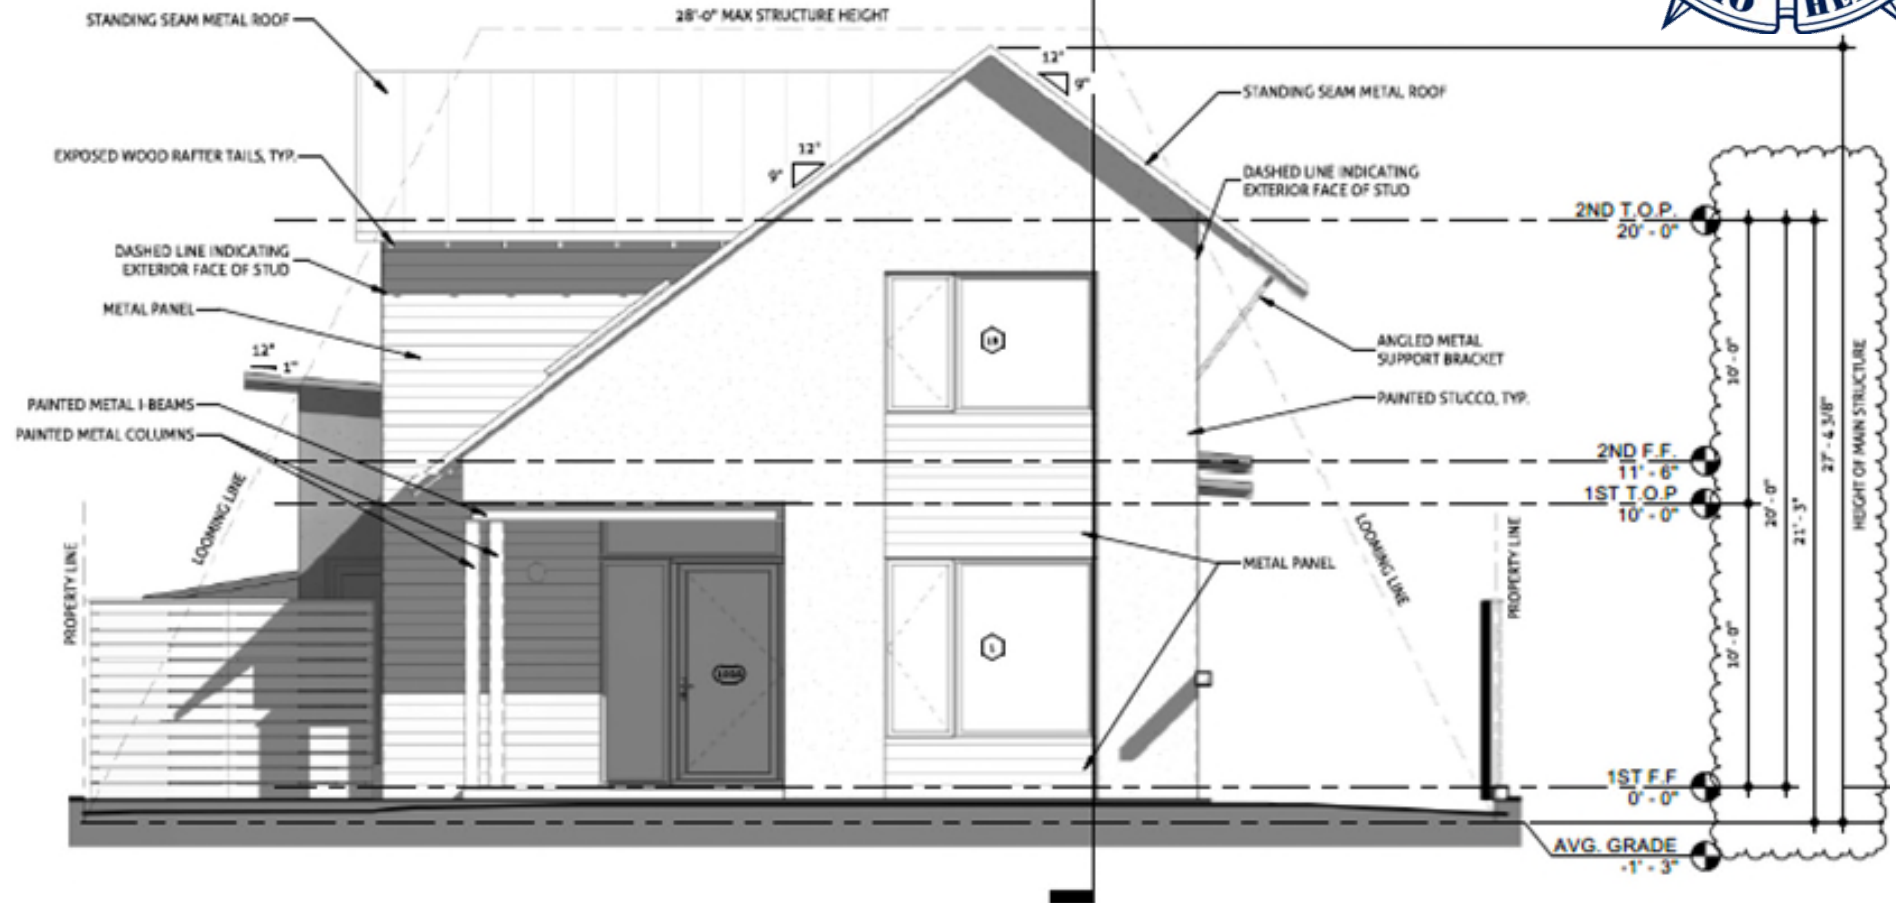 STANDING SEAM METAL ROOF
28'-0" MAX STRUCTURE HEIGHT
12"
9"
STANDING SEAM METAL ROOF
EXPOSED WOOD RAFTER TAILS, TYP.
12"
9"
DASHED LINE INDICATING
EXTERIOR FACE OF STUD
2ND T.O.P.
20' - 0"
DASHED LINE INDICATING
EXTERIOR FACE OF STUD
METAL PANEL
12"
1"
ANGLED METAL
SUPPORT BRACKET
PAINTED METAL I-BEAMS
PAINTED METAL COLUMNS
PAINTED STUCCO, TYP.
2ND F.F.
11' - 6"
1ST T.O.P
10' - 0"
10' - 0"
20' - 0"
21' - 3"
27' - 4 3/8"
HEIGHT OF MAIN STRUCTURE
LOOMING LINE
PROPERTY LINE
LOOMING LINE
PROPERTY LINE
METAL PANEL
100A
1
10' - 0"
1ST F.F
0' - 0"
AVG. GRADE
-1' - 3"